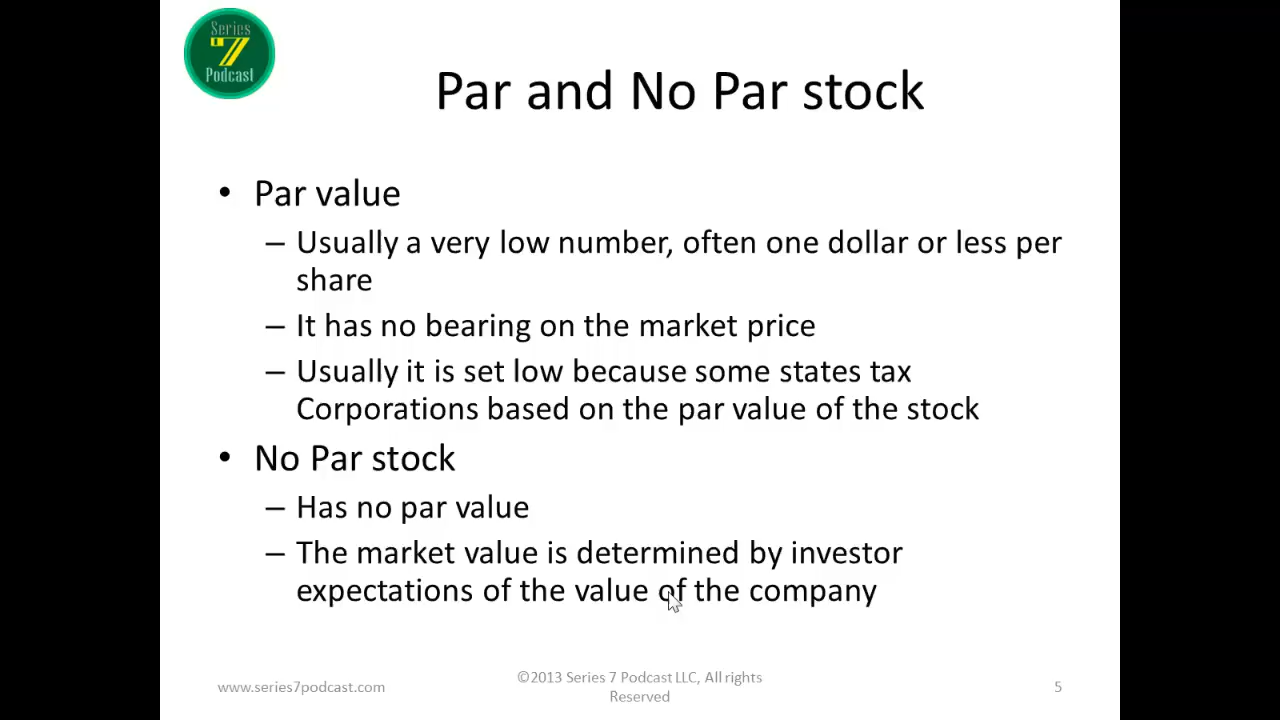 Series
7
Podcast
Par and No Par stock
• Par value
– Usually a very low number, often one dollar or less per
share
– It has no bearing on the market price
– Usually it is set low because some states tax
Corporations based on the par value of the stock
• No Par stock
– Has no par value
– The market value is determined by investor
expectations of the value of the company
www.series7podcast.com
©2013 Series 7 Podcast LLC, All rights
Reserved
5